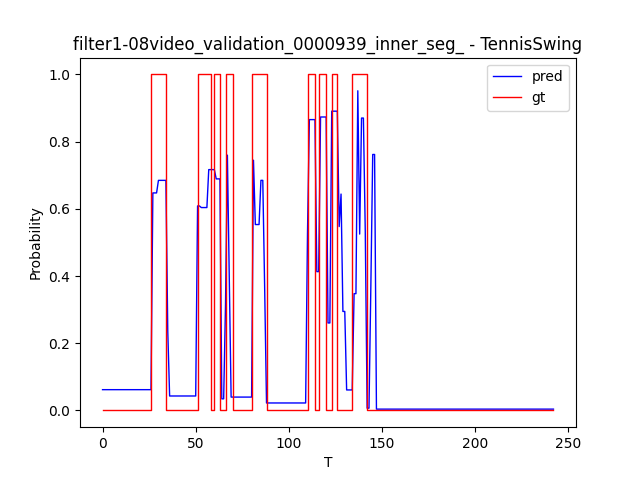 filter1-08video_validation_0000939_inner_seg_ - TennisSwing
pred
gt
1.0
0.8
0.6
0.4
0.2
0.0
Probability
0
50
100
150
200
250
T